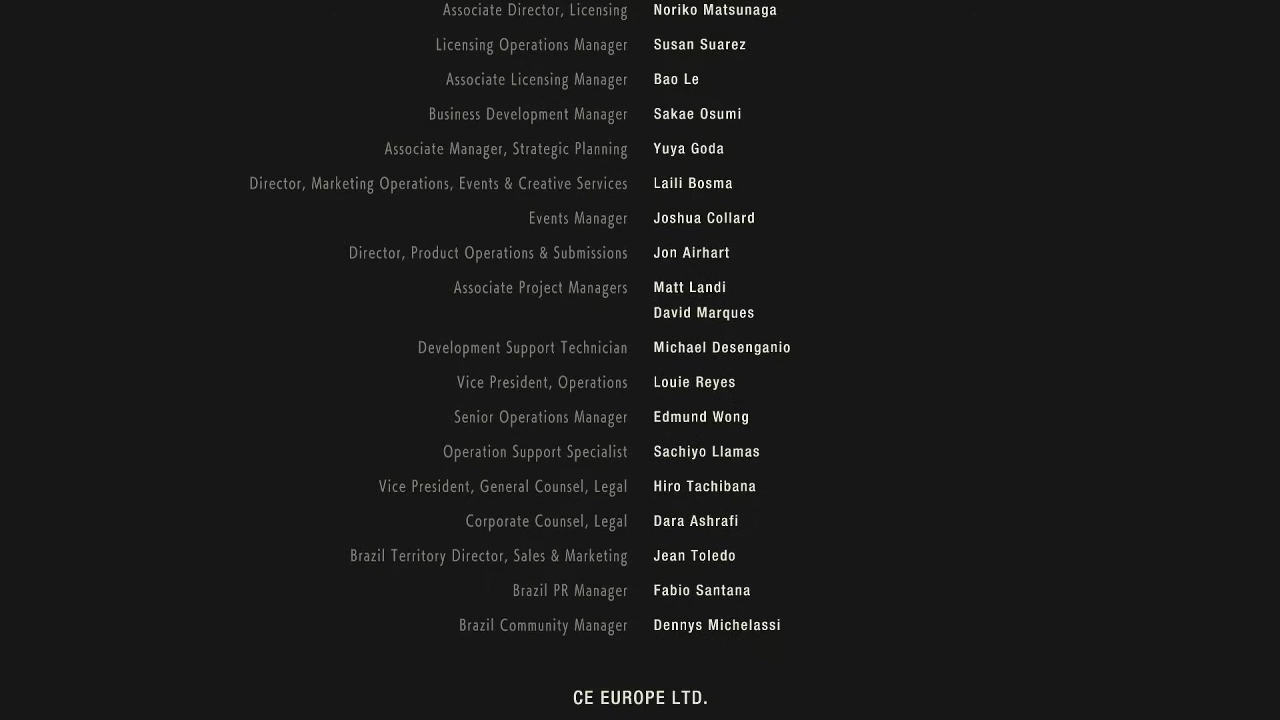 Associate Director, Licensing Noriko Matsunaga
Licensing Operations Manager Susan Suarez
Associate Licensing Manager Bao Le
Business Development Manager Sakae Osumi
Associate Manager, Strategic Planning Yuya Goda
Director, Marketing Operations, Events & Creative Services Laili Bosma
Events Manager Joshua Collard
Director, Product Operations & Submissions Jon Airhart
Associate Project Managers Matt Landi
David Marques
Development Support Technician Michael Desenganio
Vice President, Operations Louie Reyes
Senior Operations Manager Edmund Wong
Operation Support Specialist Sachiyo Llamas
Vice President, General Counsel, Legal Hiro Tachibana
Corporate Counsel, Legal Dara Ashrafi
Brazil Territory Director, Sales & Marketing Jean Toledo
Brazil PR Manager Fabio Santana
Brazil Community Manager Dennys Michelassi
CE EUROPE LTD.